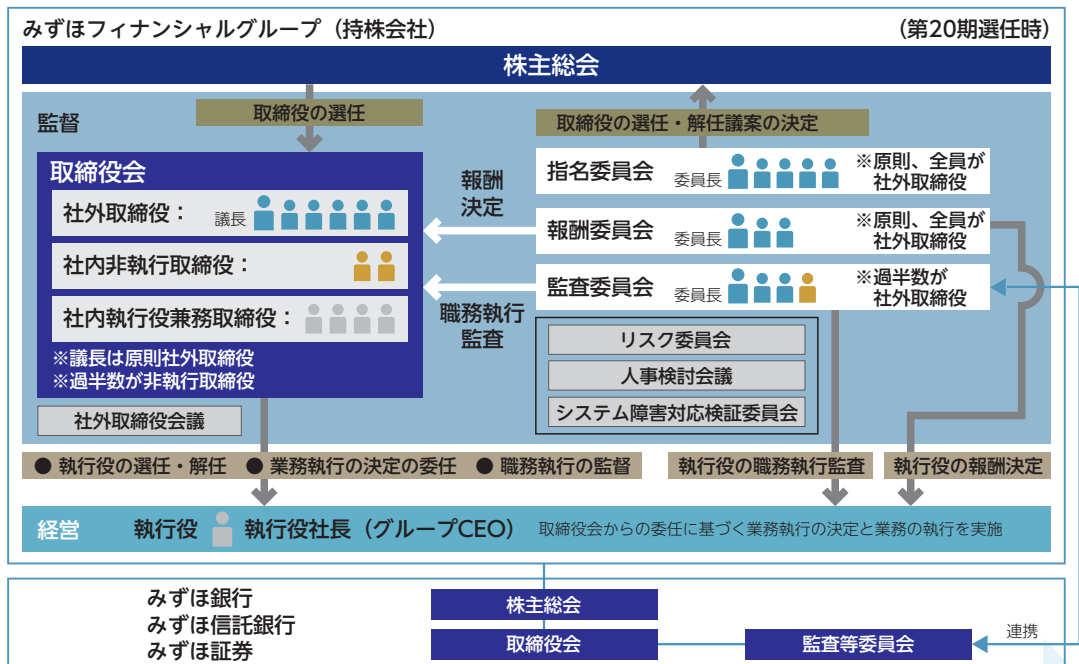 みずほフィナンシャルグループ（持株会社）
（第20期選任時）
株主総会
監督
取締役の選任
取締役会
社外取締役：
議長
社内非執行取締役：
社内執行役兼務取締役：
※議長は原則社外取締役
※過半数が非執行取締役
社外取締役会議
報酬
決定
職務執行
監査
取締役の選任・解任議案の決定
指名委員会
委員長
※原則、全員が
社外取締役
報酬委員会
委員長
※原則、全員が
社外取締役
監査委員会
委員長
※過半数が
社外取締役
リスク委員会
人事検討会議
システム障害対応検証委員会
● 執行役の選任・解任 ● 業務執行の決定の委任 ● 職務執行の監督
執行役の職務執行監査
執行役の報酬決定
経営
執行役
執行役社長（グループCEO）
取締役会からの委任に基づく業務執行の決定と業務の執行を実施
みずほ銀行
みずほ信託銀行
みずほ証券
株主総会
取締役会
監査等委員会
連携